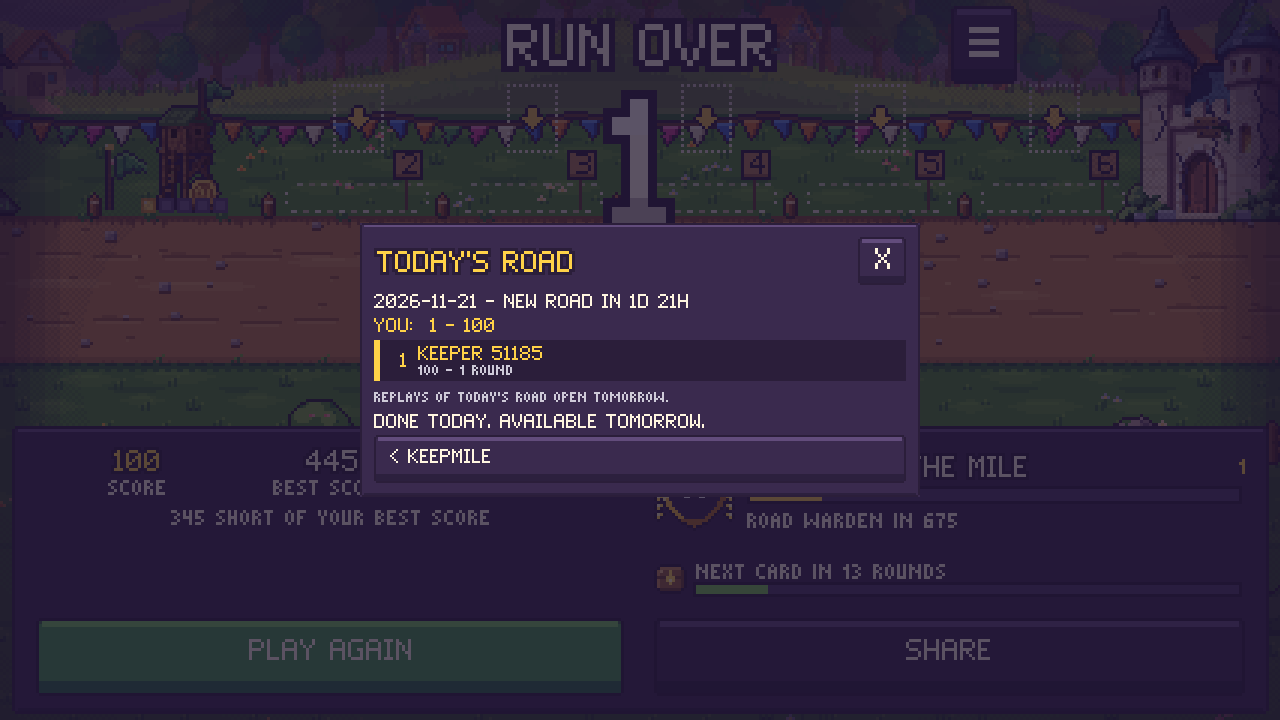 RUN OVER
1
2
3
4
5
6
TODAY'S ROAD
X
2026-11-21 - NEW ROAD IN 1D 21H
YOU: 1 - 100
1 KEEPER 51185
100 - 1 ROUND
REPLAYS OF TODAY'S ROAD OPEN TOMORROW.
DONE TODAY. AVAILABLE TOMORROW.
< KEEPMILE
100
SCORE
445
BEST SCO
345 SHORT OF YOUR BEST SCORE
THE MILE
1
ROAD WARDEN IN 675
NEXT CARD IN 13 ROUNDS
PLAY AGAIN
SHARE